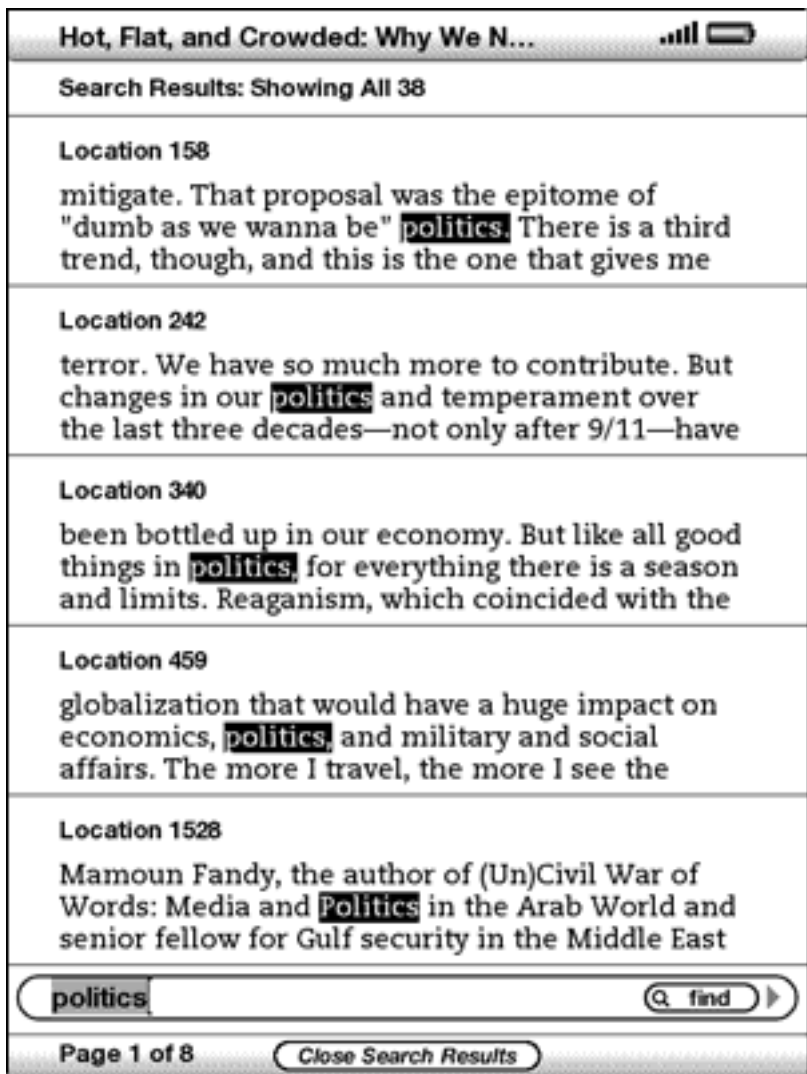 Hot, Flat, and Crowded: Why We N...
Search Results: Showing All 38
Location 158
mitigate. That proposal was the epitome of
"dumb as we wanna be" politics. There is a third
trend, though, and this is the one that gives me
Location 242
terror. We have so much more to contribute. But
changes in our politics and temperament over
the last three decades—not only after 9/11—have
Location 340
been bottled up in our economy. But like all good
things in politics, for everything there is a season
and limits. Reaganism, which coincided with the
Location 459
globalization that would have a huge impact on
economics, politics, and military and social
affairs. The more I travel, the more I see the
Location 1528
Mamoun Fandy, the author of (Un)Civil War of
Words: Media and Politics in the Arab World and
senior fellow for Gulf security in the Middle East
politics find
Page 1 of 8 Close Search Results